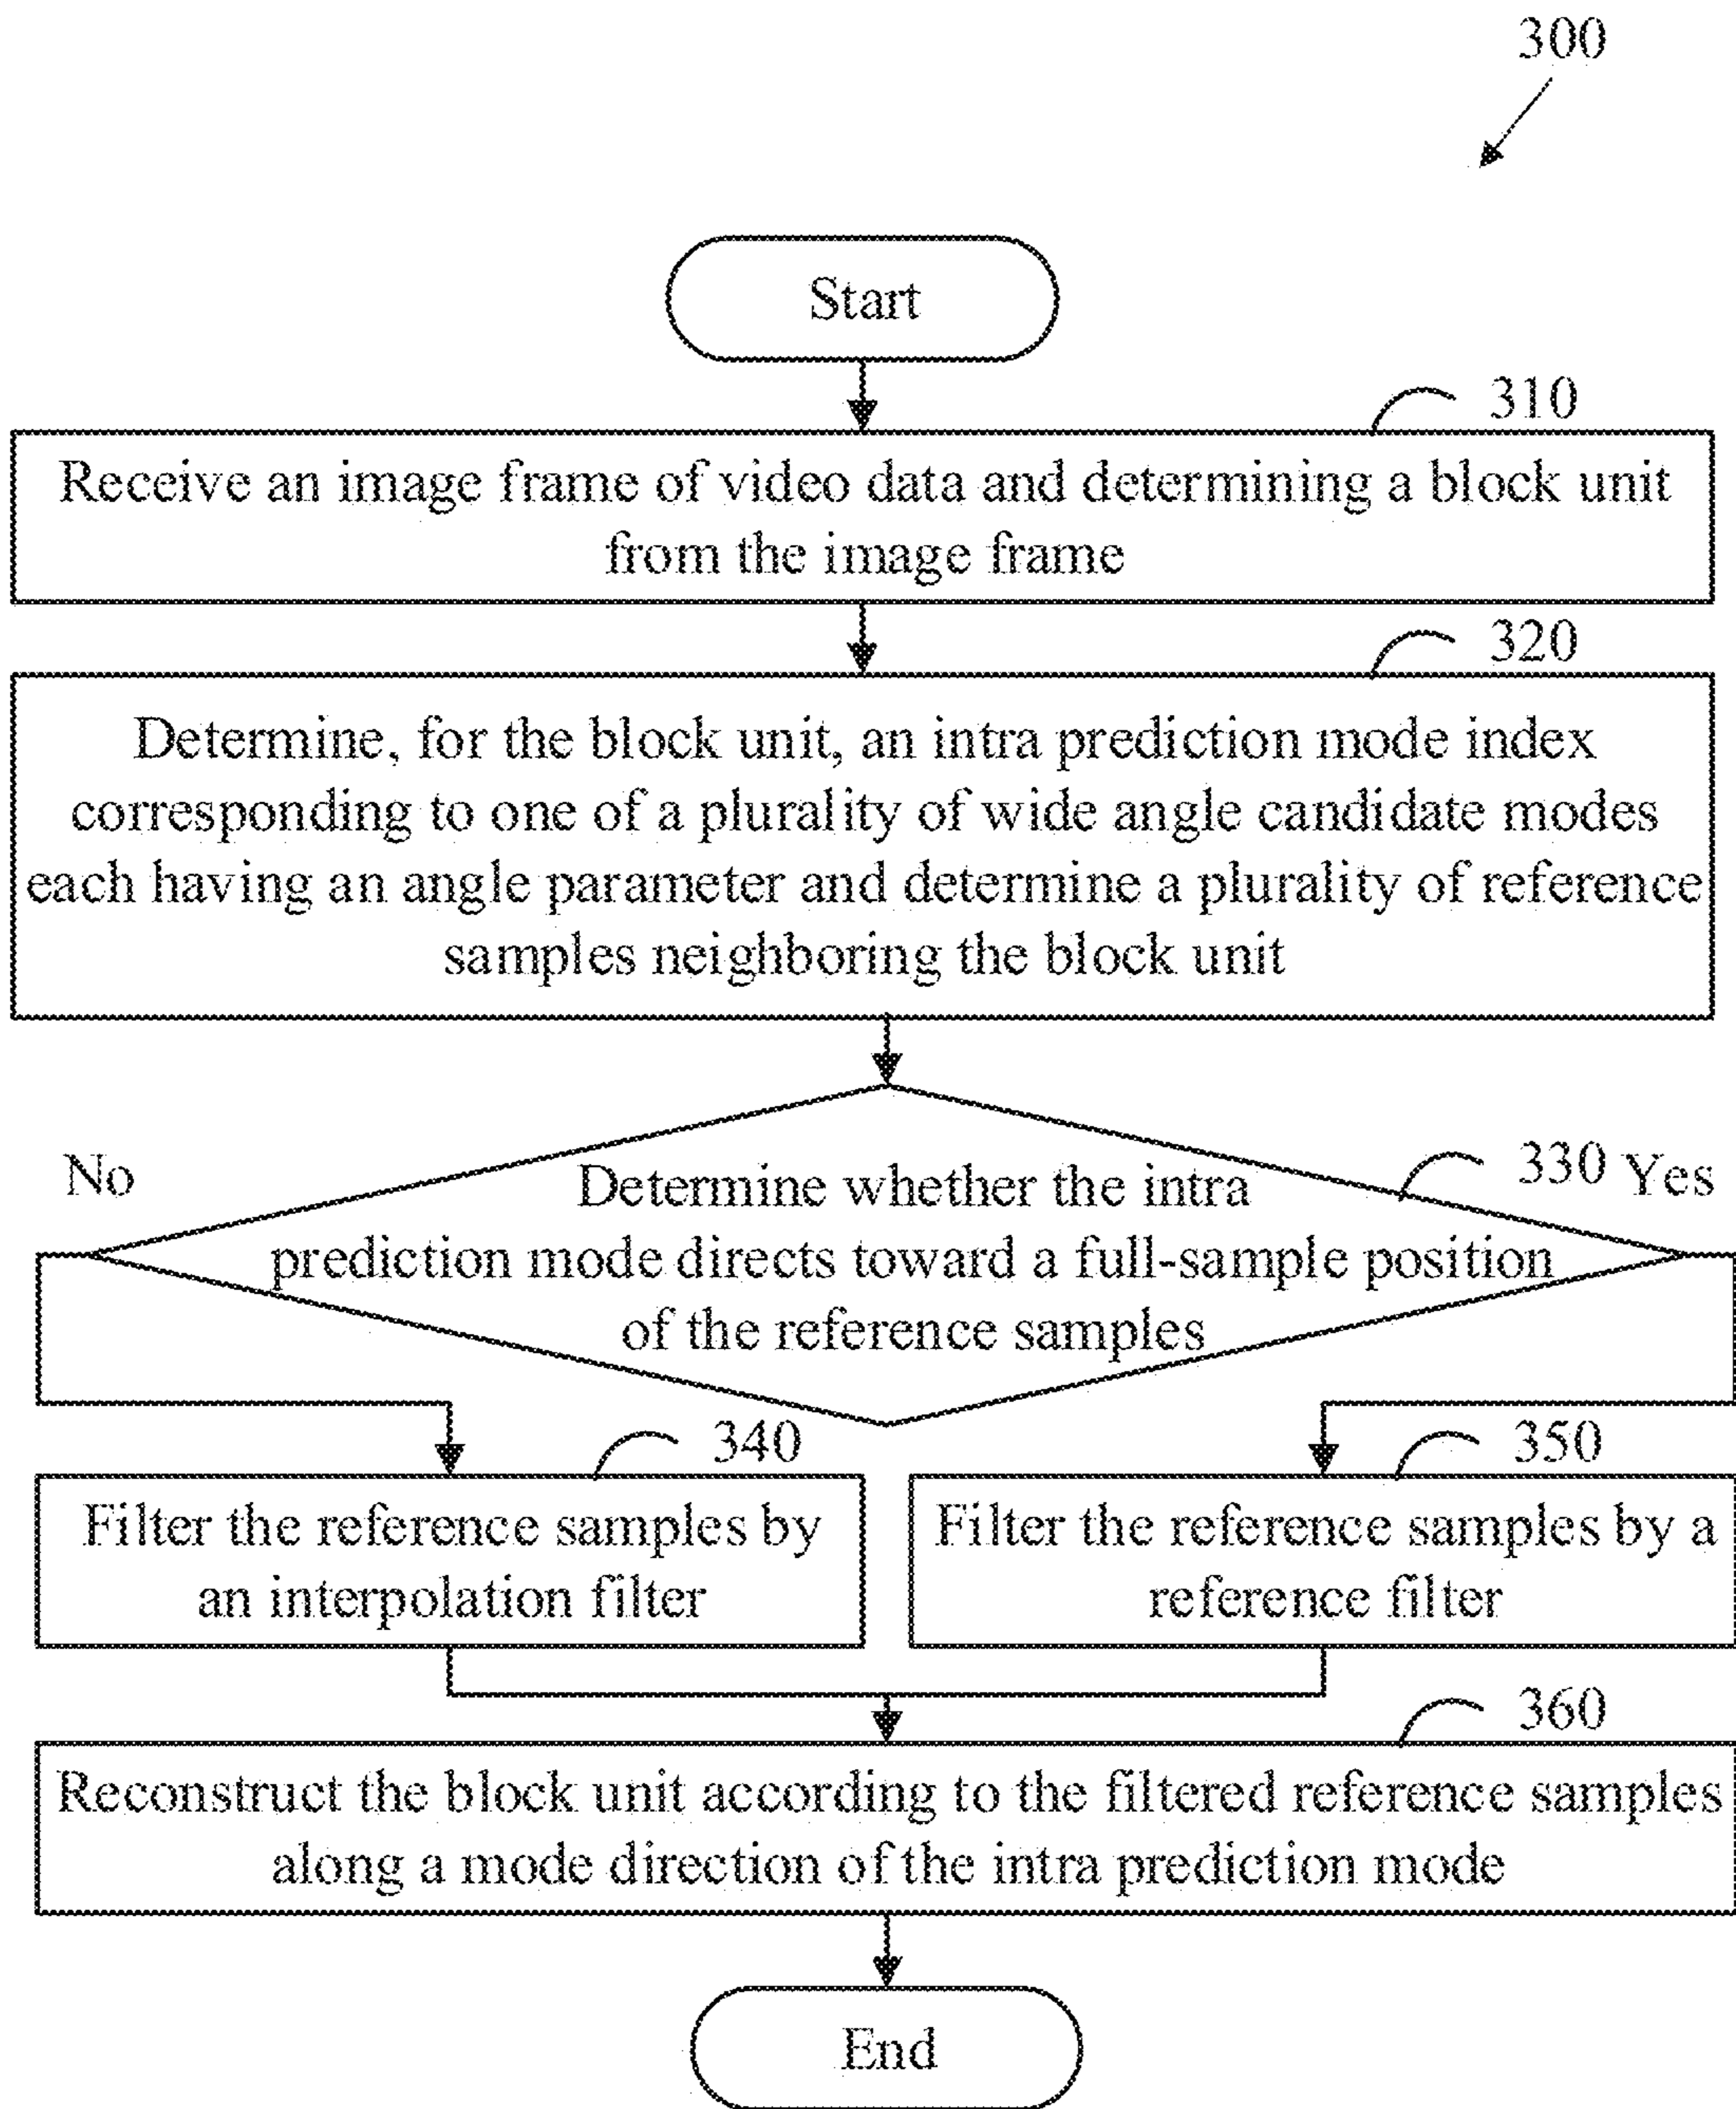 300
Start
310
Receive an image frame of video data and determining a block unit
from the image frame
320
Determine, for the block unit, an intra prediction mode index
corresponding to one of a plurality of wide angle candidate modes
each having an angle parameter and determine a plurality of reference
samples neighboring the block unit
No
330
Yes
Determine whether the intra
prediction mode directs toward a full-sample position
of the reference samples
340
Filter the reference samples by
an interpolation filter
350
Filter the reference samples by a
reference filter
360
Reconstruct the block unit according to the filtered reference samples
along a mode direction of the intra prediction mode
End